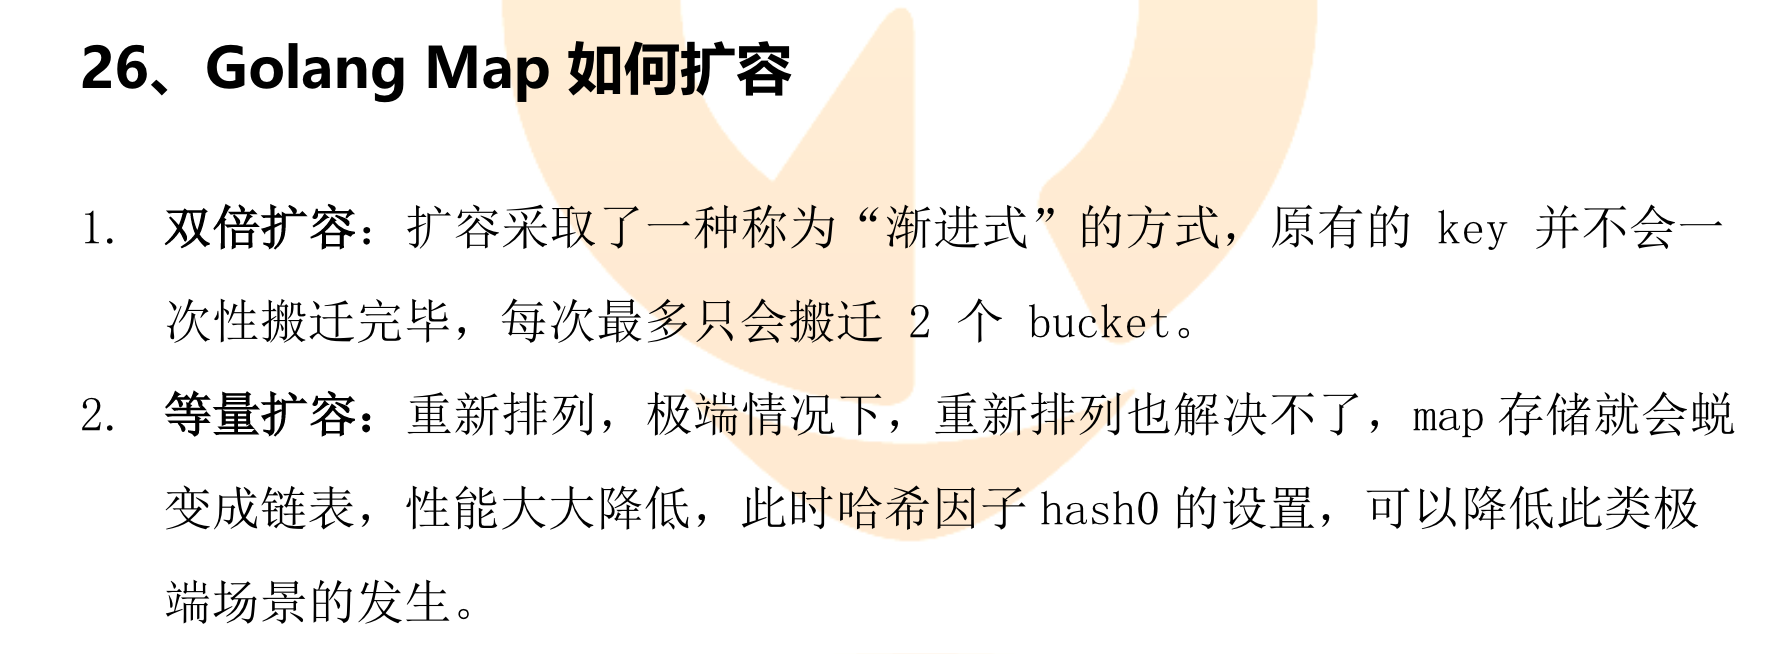 26、Golang Map 如何扩容
1. 双倍扩容：扩容采取了一种称为“渐进式”的方式，原有的 key 并不会一
次性搬迁完毕，每次最多只会搬迁 2 个 bucket。
2. 等量扩容：重新排列，极端情况下，重新排列也解决不了，map 存储就会蜕
变成链表，性能大大降低，此时哈希因子 hash0 的设置，可以降低此类极
端场景的发生。